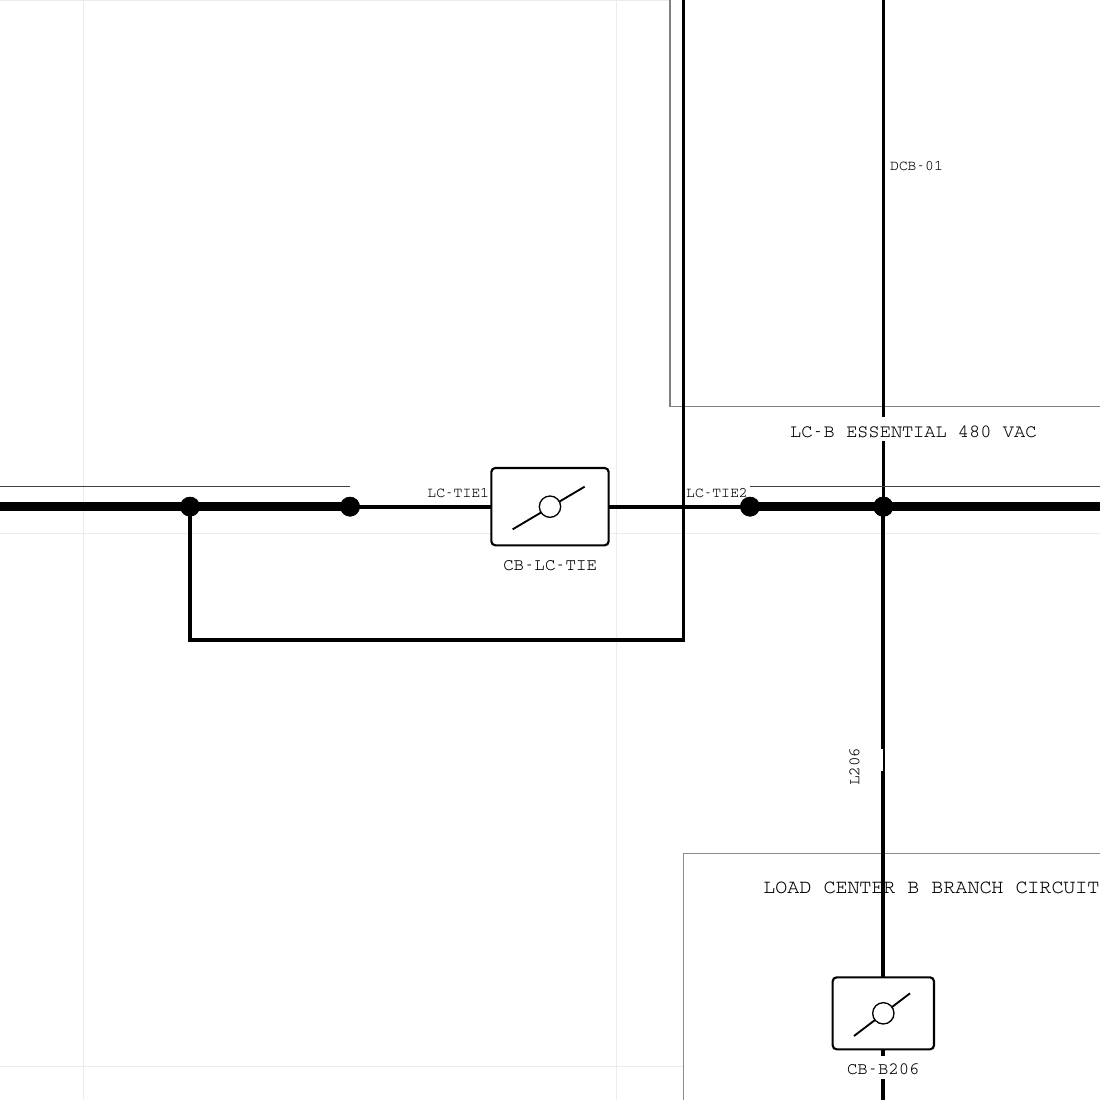 DCB-01
LC-B ESSENTIAL 480 VAC
LC-TIE1
LC-TIE2
CB-LC-TIE
L206
LOAD CENTER B BRANCH CIRCUIT
CB-B206